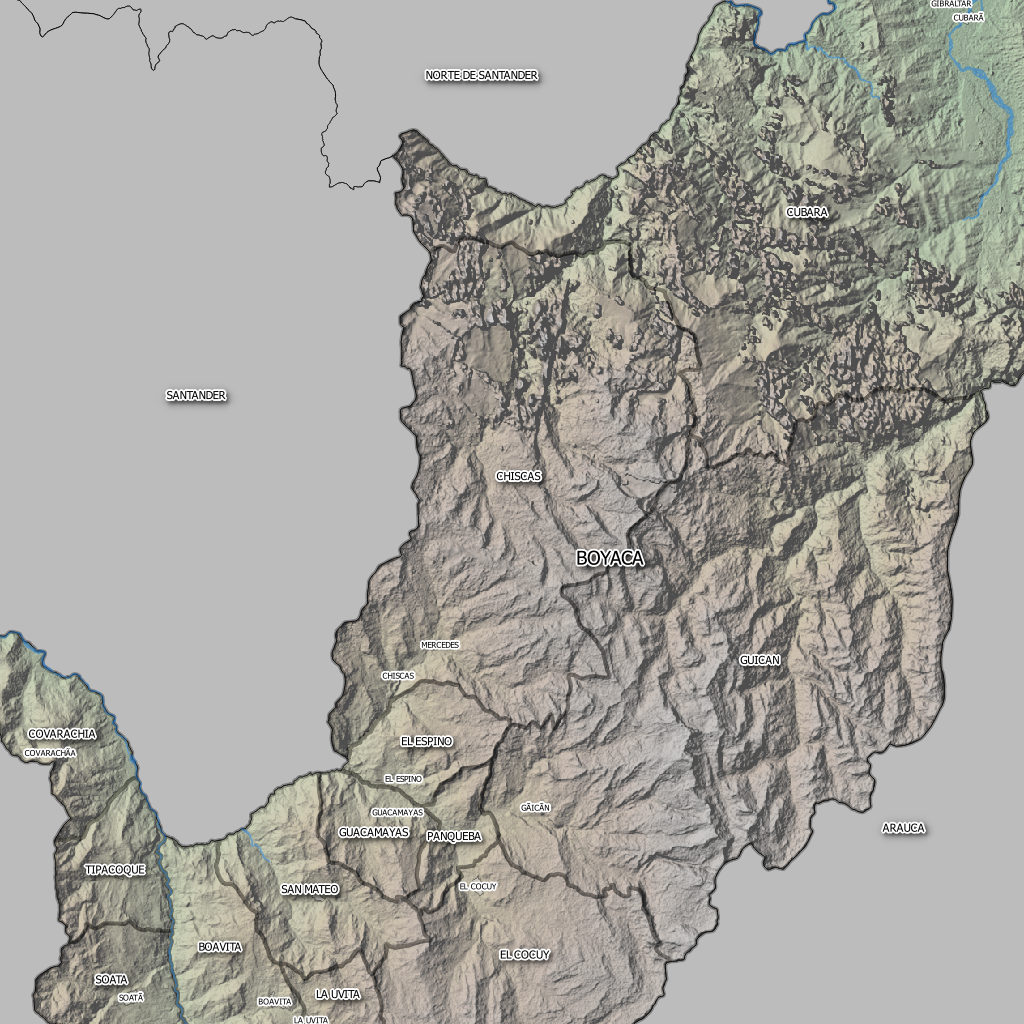 GIBRALTAR
CUBARÃ
NORTE DE SANTANDER
CUBARA
SANTANDER
CHISCAS
BOYACA
MERCEDES
GUICAN
CHISCAS
COVARACHIA
EL ESPINO
COVARACHÃA
EL ESPINO
GUACAMAYAS
GÃICÃN
GUACAMAYAS
PANQUEBA
ARAUCA
TIPACOQUE
SAN MATEO
EL COCUY
BOAVITA
EL COCUY
SOATA
SOATÃ
LA UVITA
BOAVITA
LA UVITA